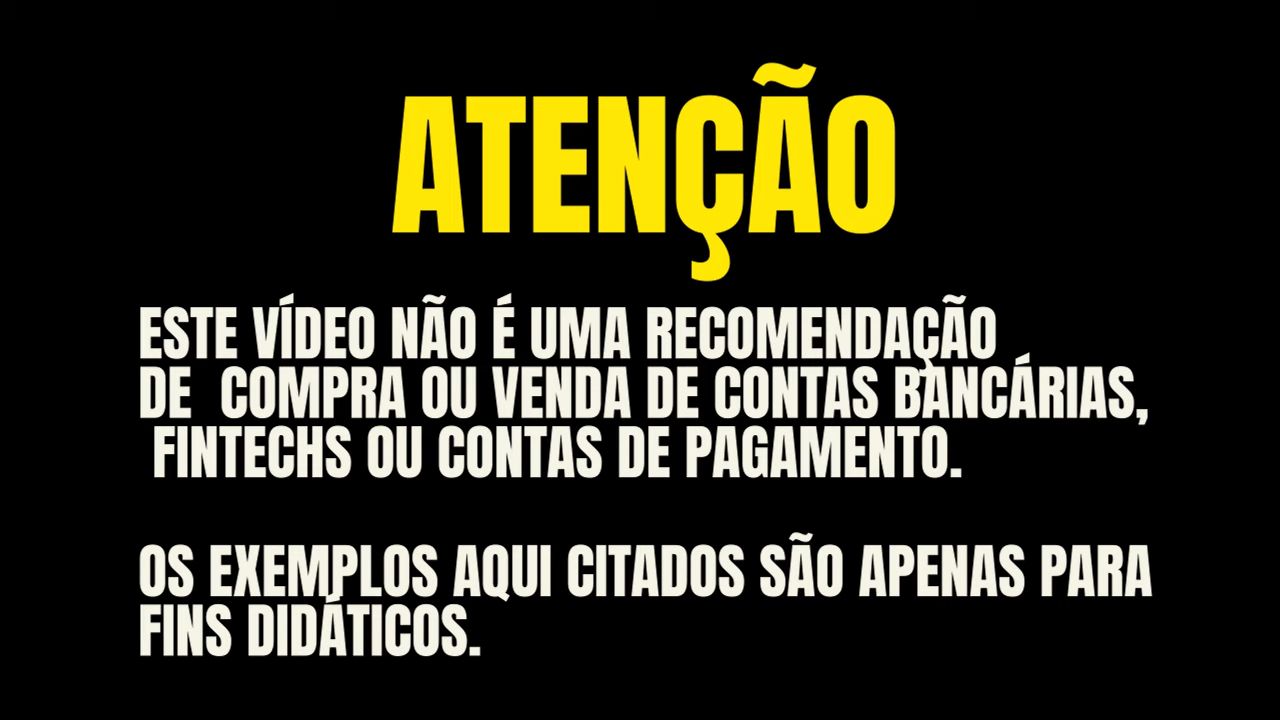 ATENÇÃO
ESTE VÍDEO NÃO É UMA RECOMENDAÇÃO
DE COMPRA OU VENDA DE CONTAS BANCÁRIAS,
FINTECHS OU CONTAS DE PAGAMENTO.
OS EXEMPLOS AQUI CITADOS SÃO APENAS PARA
FINS DIDÁTICOS.